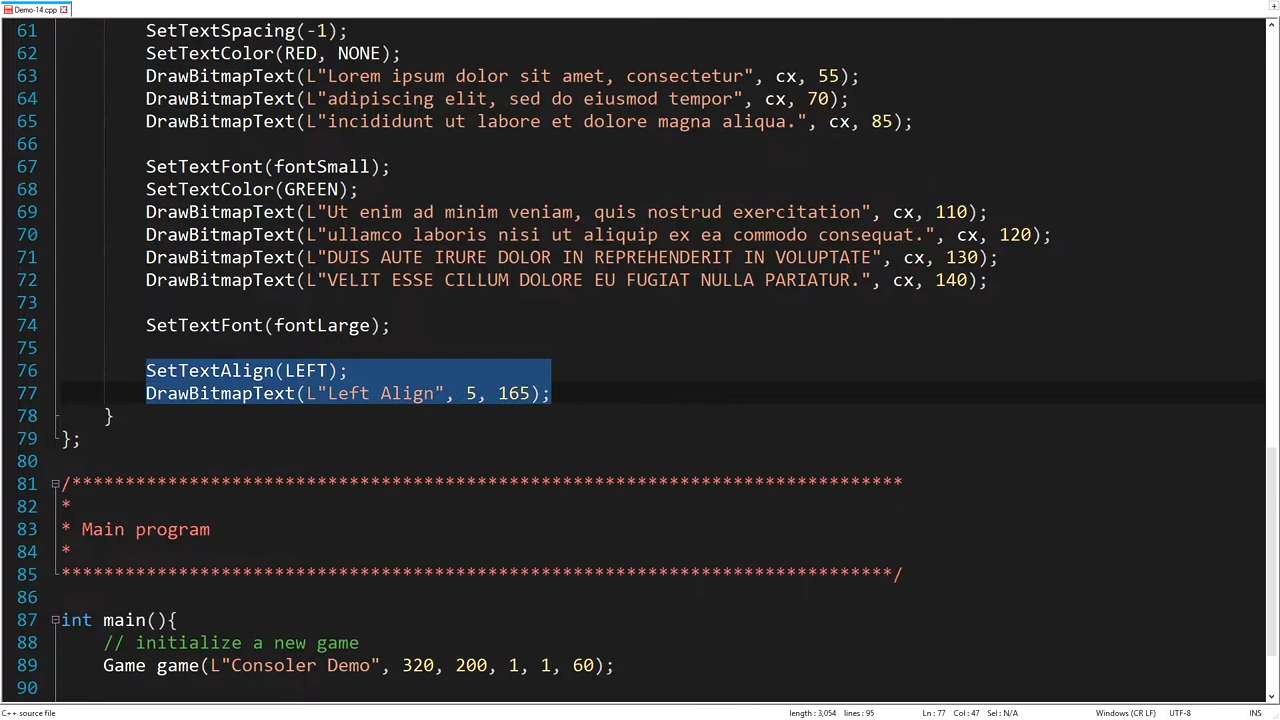 Demo-14.cpp
61 SetTextSpacing(-1);
62 SetTextColor(RED, NONE);
63 DrawBitmapText(L"Lorem ipsum dolor sit amet, consectetur", cx, 55);
64 DrawBitmapText(L"adipiscing elit, sed do eiusmod tempor", cx, 70);
65 DrawBitmapText(L"incididunt ut labore et dolore magna aliqua.", cx, 85);
66
67 SetTextFont(fontSmall);
68 SetTextColor(GREEN);
69 DrawBitmapText(L"Ut enim ad minim veniam, quis nostrud exercitation", cx, 110);
70 DrawBitmapText(L"ullamco laboris nisi ut aliquip ex ea commodo consequat.", cx, 120);
71 DrawBitmapText(L"DUIS AUTE IRURE DOLOR IN REPREHENDERIT IN VOLUPTATE", cx, 130);
72 DrawBitmapText(L"VELIT ESSE CILLUM DOLORE EU FUGIAT NULLA PARIATUR.", cx, 140);
73
74 SetTextFont(fontLarge);
75
76 SetTextAlign(LEFT);
77 DrawBitmapText(L"Left Align", 5, 165);
78 }
79 };
80
81 /******************************************************************************
82 *
83 * Main program
84 *
85 ******************************************************************************/
86
87 int main(){
88 // initialize a new game
89 Game game(L"Consoler Demo", 320, 200, 1, 1, 60);
90
C++ source file length : 3,054 lines : 95 Ln : 77 Col : 47 Sel : N/A Windows (CR LF) UTF-8 INS